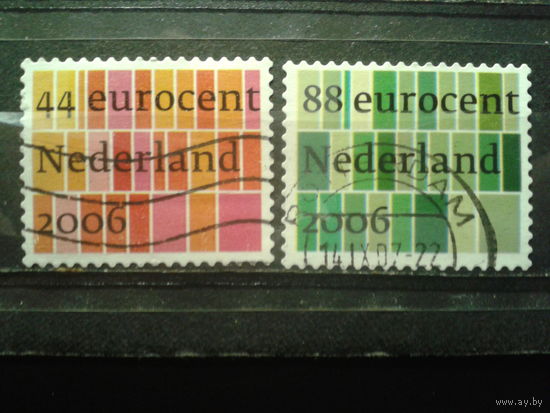 44 eurocent
Nederland
2006
88 eurocent
Nederland
2006
14 IX 07-22
www.ay.by